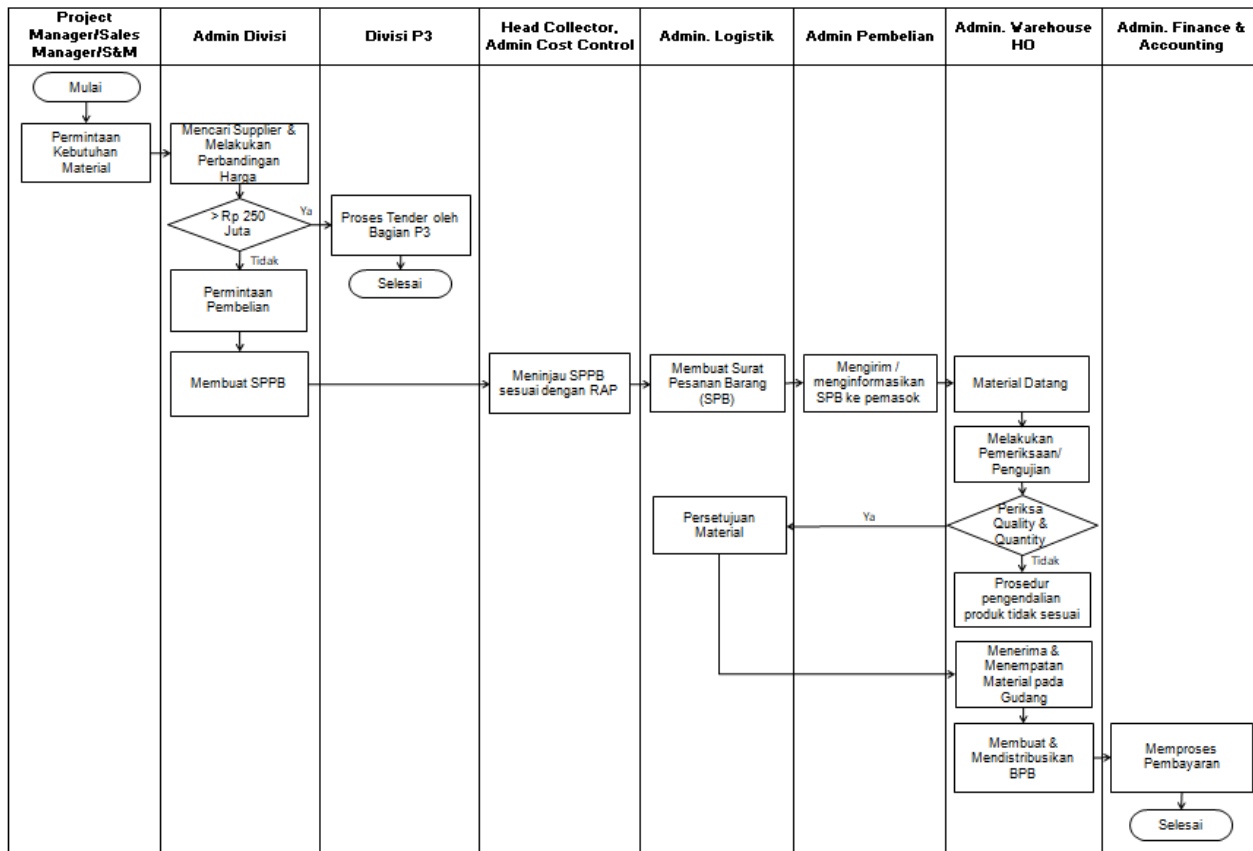 Project
Manager/Sales
Manager/S&M
Admin Divisi
Divisi P3
Head Collector,
Admin Cost Control
Admin. Logistik
Admin Pembelian
Admin. Warehouse
HO
Admin. Finance &
Accounting
Mulai
Permintaan
Kebutuhan
Material
Mencari Supplier &
Melakukan
Perbandingan
Harga
> Rp 250
Juta
Ya
Tidak
Proses Tender oleh
Bagian P3
Selesai
Permintaan
Pembelian
Membuat SPPB
Meninjau SPPB
sesuai dengan RAP
Membuat Surat
Pesanan Barang
(SPB)
Mengirim /
menginformasikan
SPB ke pemasok
Material Datang
Melakukan
Pemeriksaan/
Pengujian
Periksa
Quality &
Quantity
Ya
Tidak
Persetujuan
Material
Prosedur
pengendalian
produk tidak sesuai
Menerima &
Menempatan
Material pada
Gudang
Membuat &
Mendistribusikan
BPB
Memproses
Pembayaran
Selesai